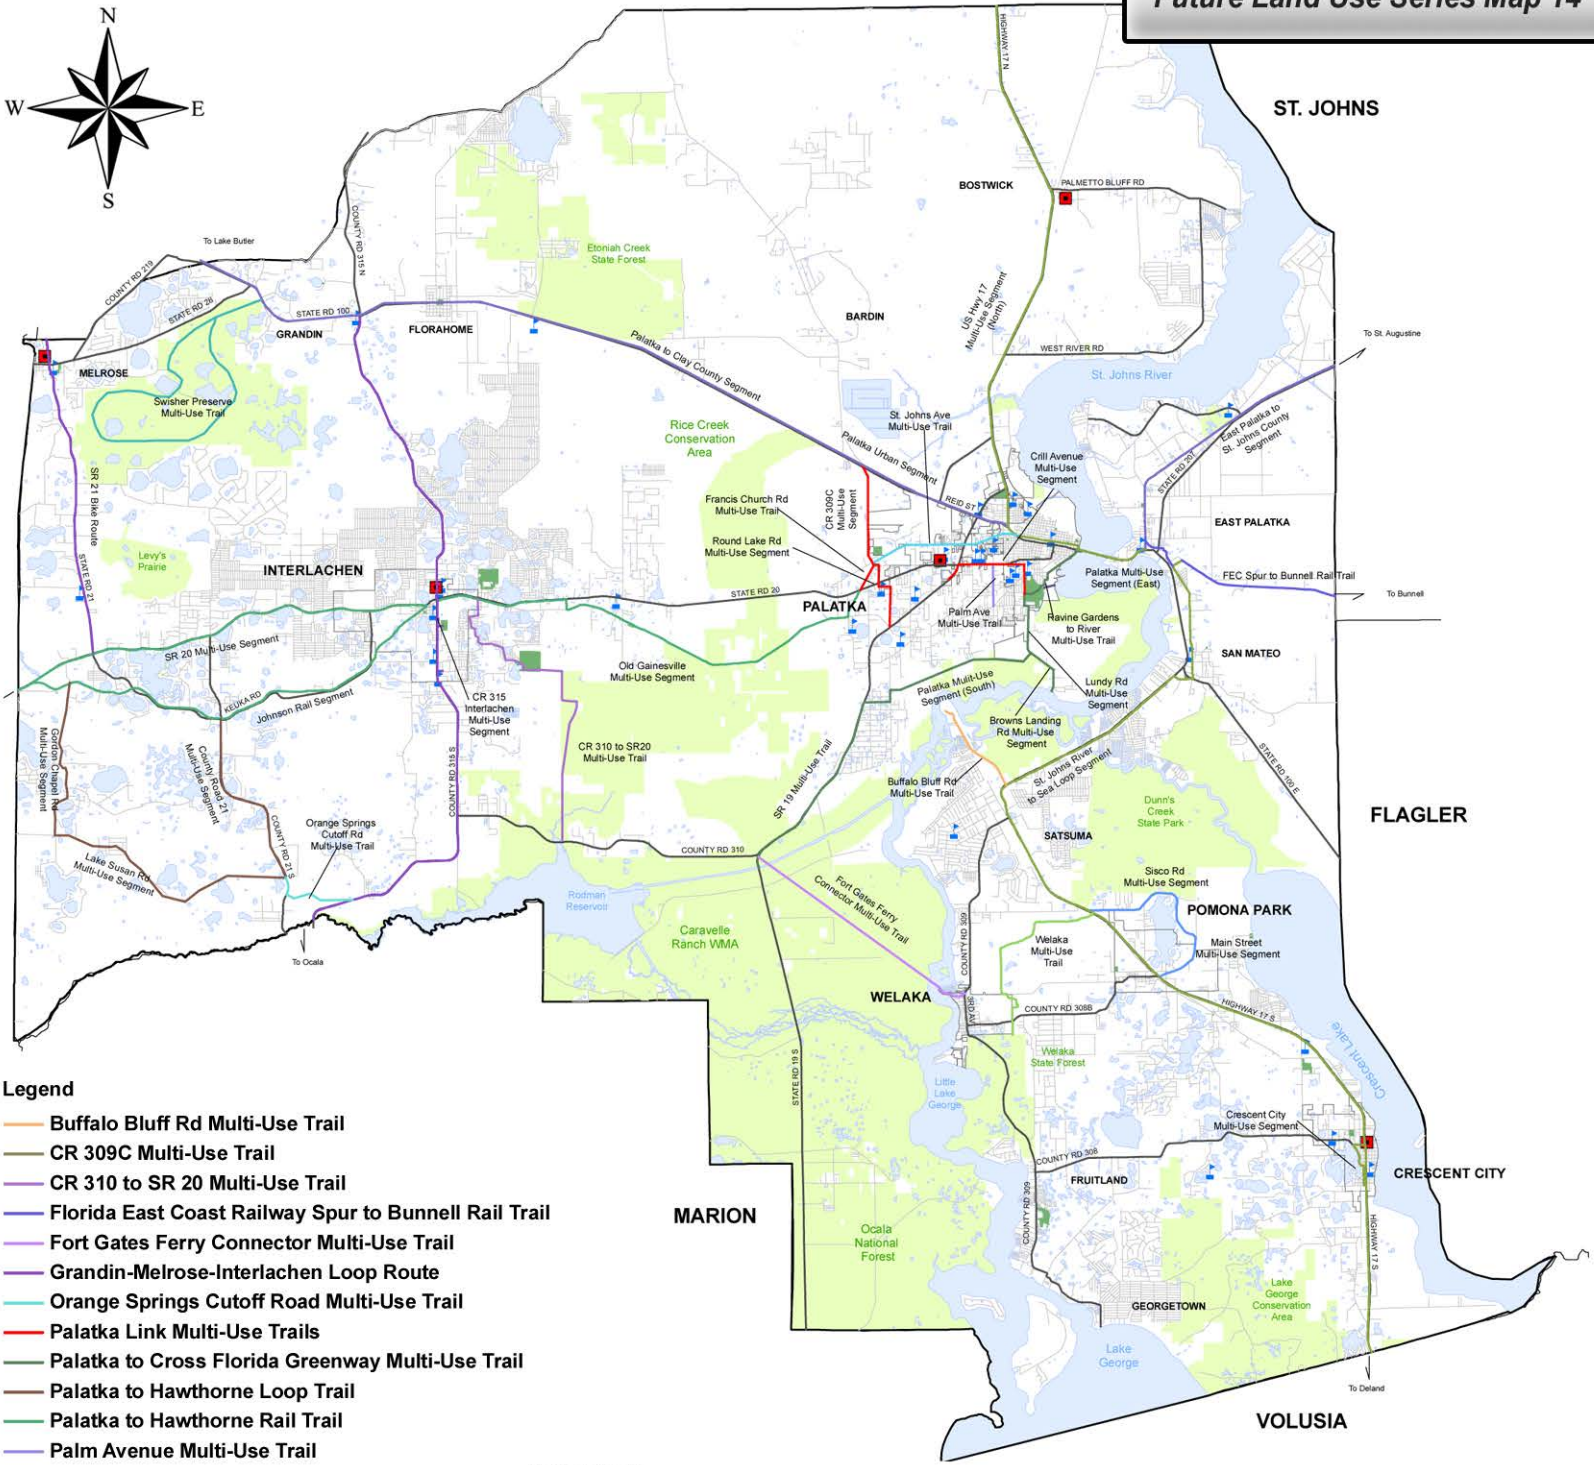 Future Land Use Series Map 14
N
W
E
S
ST. JOHNS
HIGHWAY 17 N
BOSTWICK
PALMETTO BLUFF RD
COUNTY RD 315 N
To Lake Butler
Etoniah Creek
State Forest
COUNTY RD 219
STATE RD 26
STATE RD 100
GRANDIN
FLORAHOME
BARDIN
US Hwy 17
Multi-Use Segment
(North)
WEST RIVER RD
To St. Augustine
MELROSE
Palatka to Clay County Segment
St. Johns River
Swisher Preserve
Multi-Use Trail
St. Johns Ave
Multi-Use Trail
Rice Creek
Conservation
Area
East Palatka to
St. Johns County
Segment
Palatka Urban Segment
Crill Avenue
Multi-Use
Segment
STATE RD 207
SR 21 Bike Route
Francis Church Rd
Multi-Use Trail
CR 309C
Multi-Use
Segment
REID ST
EAST PALATKA
Round Lake Rd
Multi-Use Segment
Levy's
Prairie
INTERLACHEN
STATE RD 21
STATE RD 20
PALATKA
Palatka Multi-Use
Segment (East)
FEC Spur to Bunnell Rail Trail
To Bunnell
Palm Ave
Multi-Use Trail
Ravine Gardens
to River
Multi-Use Trail
SR 20 Multi-Use Segment
SAN MATEO
Old Gainesville
Multi-Use Segment
Palatka Mulit-Use
Segment (South)
Lundy Rd
Multi-Use
Segment
KEUKA RD
Johnson Rail Segment
CR 315
Interlachen
Multi-Use
Segment
Browns Landing
Rd Multi-Use
Segment
Gordon Chapel Rd
Multi-Use Segment
County Road 21
Multi-Use Segment
COUNTY RD 315 S
CR 310 to SR20
Multi-Use Trail
SR 19 Multi-Use Trail
Buffalo Bluff Rd
Multi-Use Trail
St. Johns River
to Sea Loop Segment
STATE RD 100 E
Dunn's
Creek
State Park
FLAGLER
Orange Springs
Cutoff Rd
Multi-Use Trail
COUNTY RD 21 S
SATSUMA
COUNTY RD 310
Lake Susan Rd
Multi-Use Segment
Rodman
Reservoir
Fort Gates Ferry
Connector Multi-Use Trail
Sisco Rd
Multi-Use Segment
POMONA PARK
Caravelle
Ranch WMA
COUNTY RD 309
Welaka
Multi-Use
Trail
Main Street
Multi-Use Segment
To Ocala
WELAKA
3RD AV
COUNTY RD 308B
HIGHWAY 17 S
Crescent Lake
STATE RD 19 S
Welaka
State Forest
Little
Lake
George
Crescent City
Multi-Use Segment
COUNTY RD 308
FRUITLAND
CRESCENT CITY
MARION
COUNTY RD 309
Ocala
National
Forest
HIGHWAY 17 S
Lake
George
Conservation
Area
GEORGETOWN
Lake
George
To Deland
VOLUSIA
Legend
Buffalo Bluff Rd Multi-Use Trail
CR 309C Multi-Use Trail
CR 310 to SR 20 Multi-Use Trail
Florida East Coast Railway Spur to Bunnell Rail Trail
Fort Gates Ferry Connector Multi-Use Trail
Grandin-Melrose-Interlachen Loop Route
Orange Springs Cutoff Road Multi-Use Trail
Palatka Link Multi-Use Trails
Palatka to Cross Florida Greenway Multi-Use Trail
Palatka to Hawthorne Loop Trail
Palatka to Hawthorne Rail Trail
Palm Avenue Multi-Use Trail